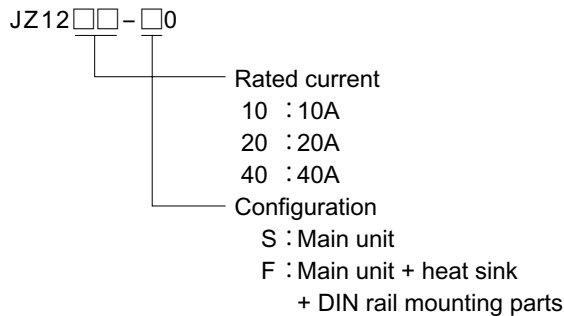 JZ12□□–□0
Rated current
10 : 10A
20 : 20A
40 : 40A
Configuration
S : Main unit
F : Main unit + heat sink
+ DIN rail mounting parts